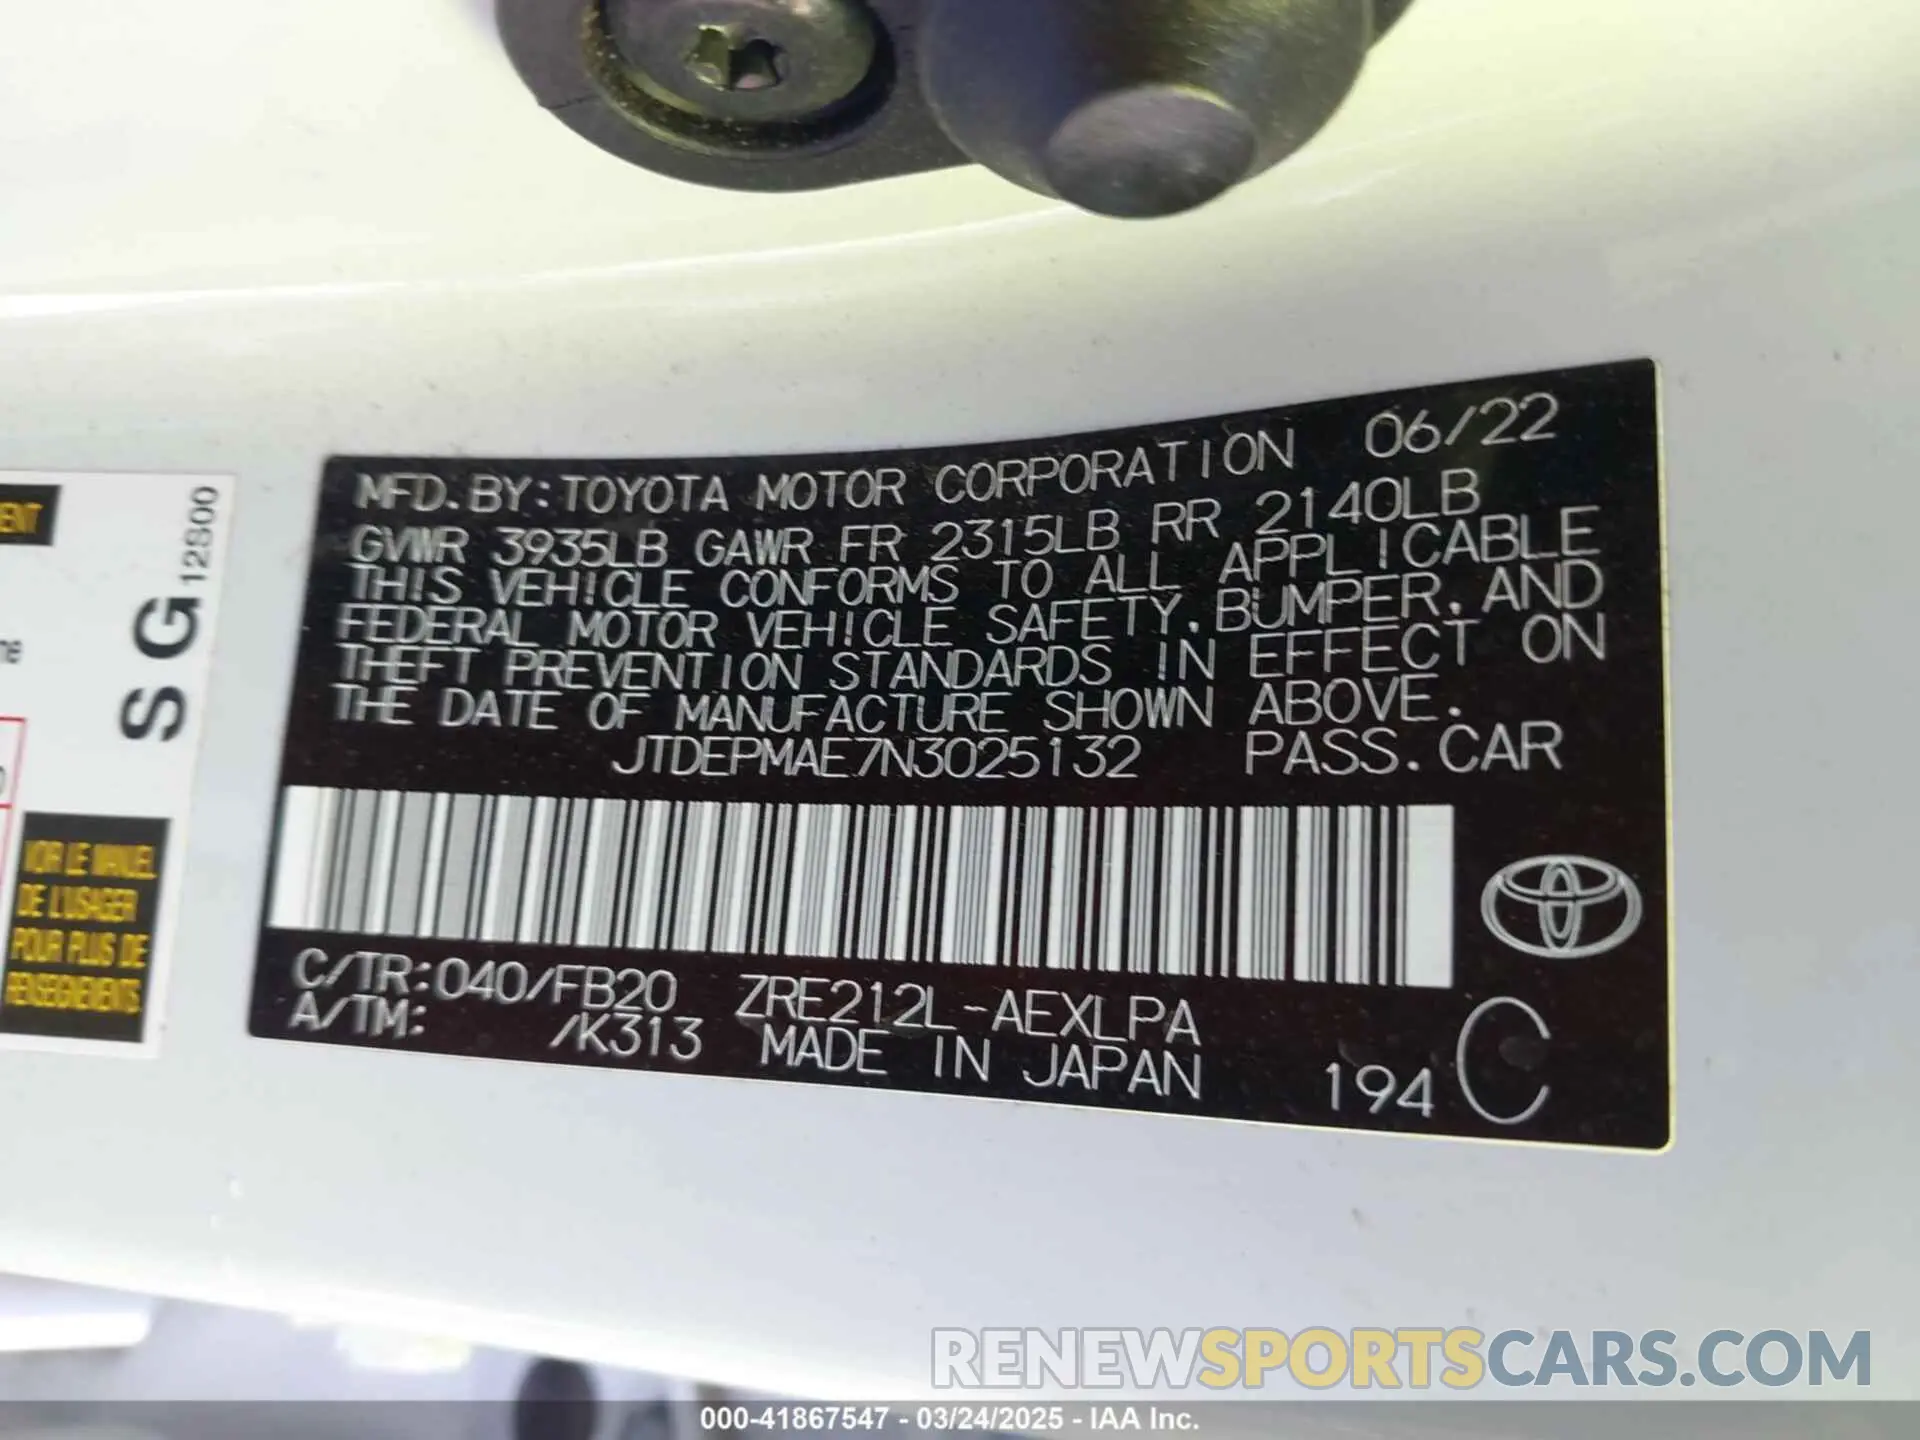 MFD. BY: TOYOTA MOTOR CORPORATION 06/22
GVWR 3935LB GAWR FR 2315LB RR 2140LB
THIS VEHICLE CONFORMS TO ALL APPLICABLE
FEDERAL MOTOR VEHICLE SAFETY, BUMPER, AND
THEFT PREVENTION STANDARDS IN EFFECT ON
THE DATE OF MANUFACTURE SHOWN ABOVE.
JTDEPMAE7N3025132 PASS. CAR
C/TR: 040/FB20 ZRE212L-AEXLPA
A/TM: /K313 MADE IN JAPAN 194 C
SG 12S00
VOIR LE MANUEL
DE L'USAGER
POUR PLUS DE
RENSEIGNEMENTS.
RENEWSPORTSCARS.COM
000-41867547 - 03/24/2025 - IAA Inc.